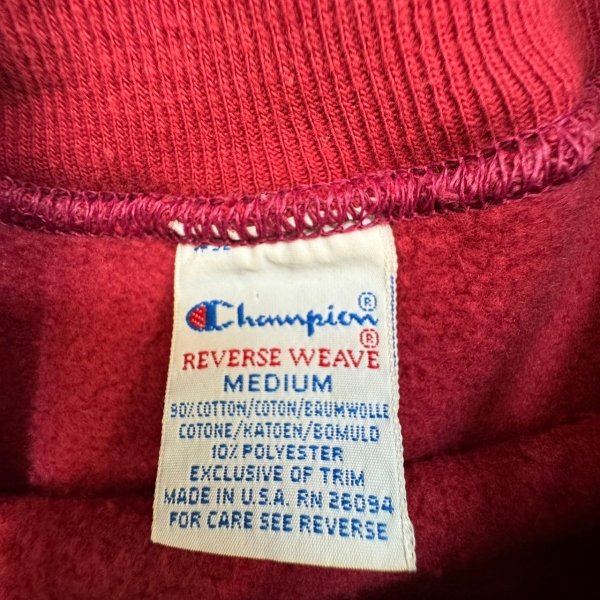 Champion®
REVERSE WEAVE®
MEDIUM
90% COTTON/COTON/BAUMWOLLE
COTONE/KATOEN/BOMULD
10% POLYESTER
EXCLUSIVE OF TRIM
MADE IN U.S.A. RN 26094
FOR CARE SEE REVERSE